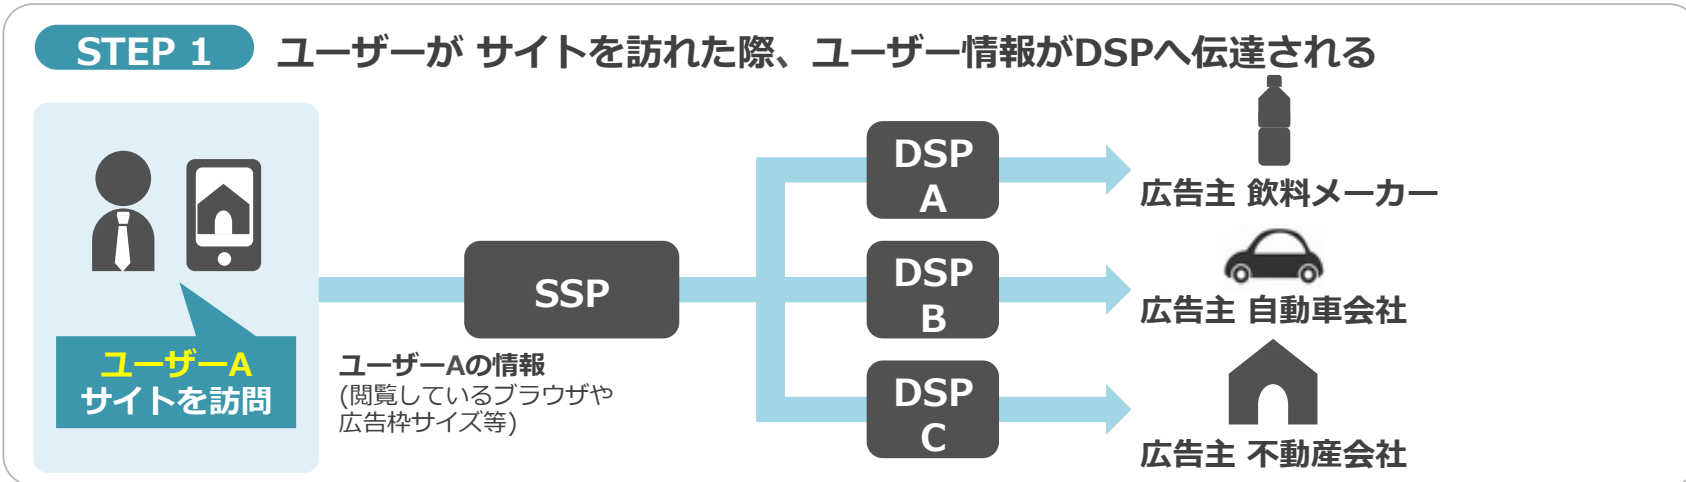 STEP 1
ユーザーが サイトを訪れた際、ユーザー情報がDSPへ伝達される
DSP
A
広告主 飲料メーカー
SSP
DSP
B
広告主 自動車会社
ユーザーA
サイトを訪問
ユーザーAの情報
(閲覧しているブラウザや
広告枠サイズ等)
DSP
C
広告主 不動産会社